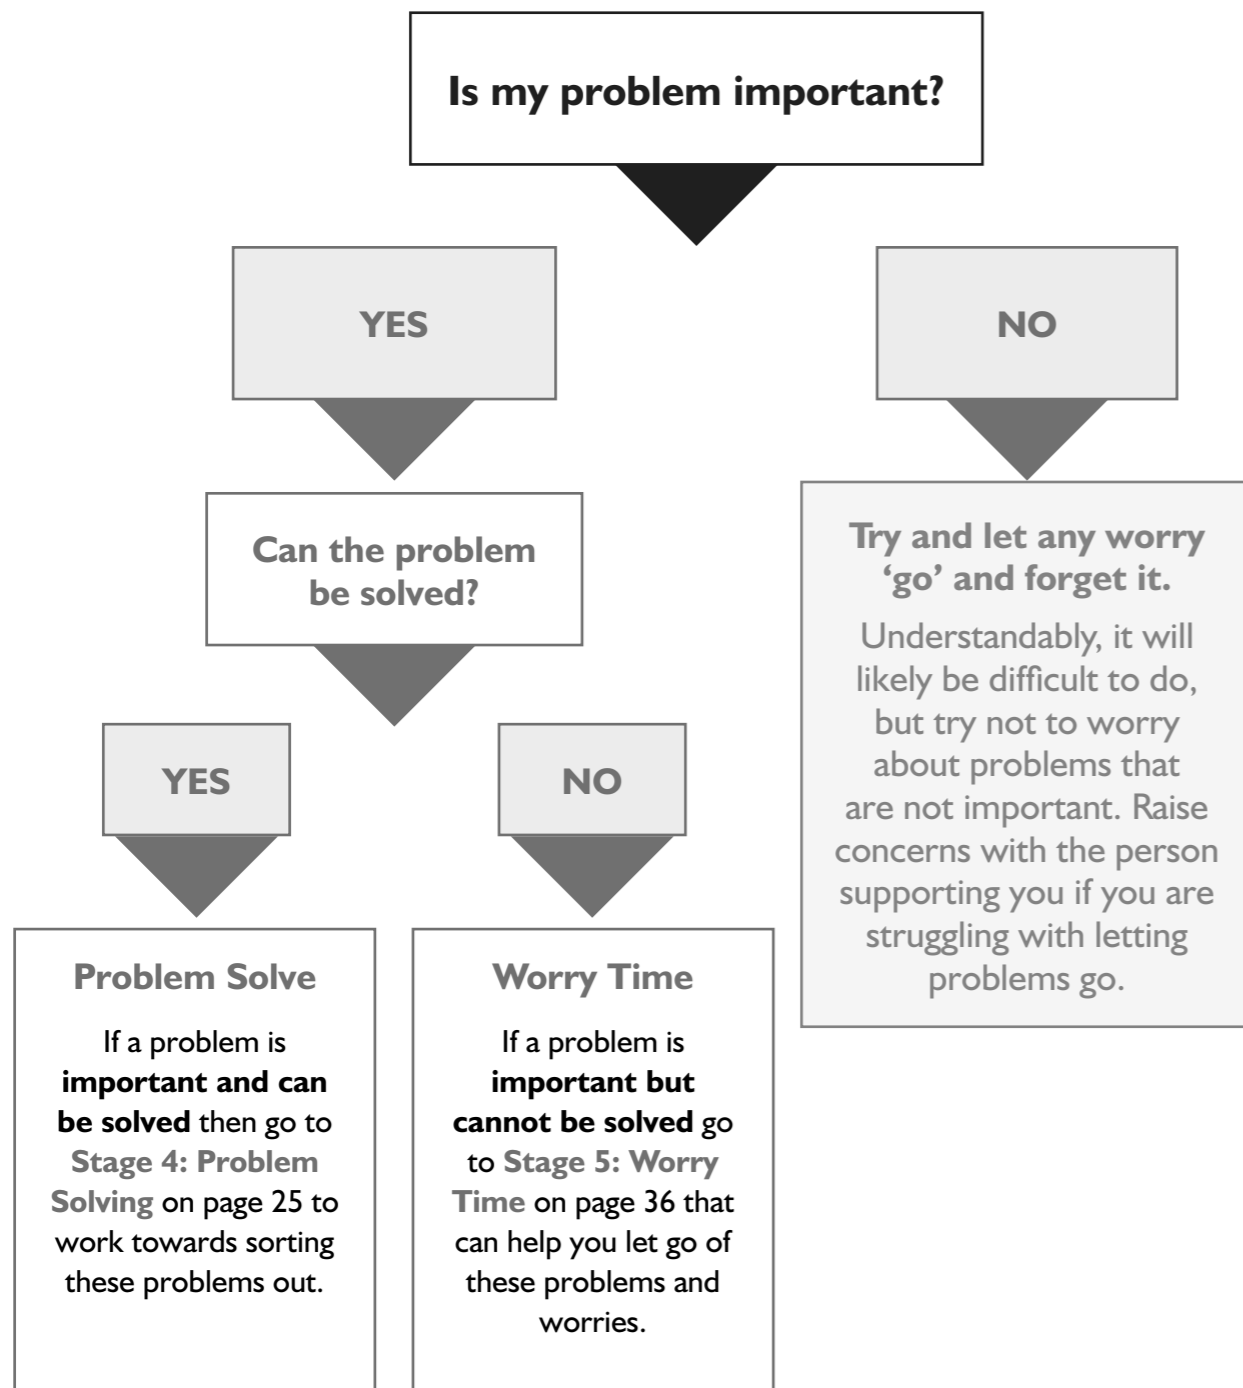 Is my problem important?
YES
NO
Can the problem
be solved?
Try and let any worry
‘go’ and forget it.
Understandably, it will
likely be difficult to do,
but try not to worry
about problems that
are not important. Raise
concerns with the person
supporting you if you are
struggling with letting
problems go.
YES
NO
Problem Solve
If a problem is
important and can
be solved then go to
Stage 4: Problem
Solving on page 25 to
work towards sorting
these problems out.
Worry Time
If a problem is
important but
cannot be solved go
to Stage 5: Worry
Time on page 36 that
can help you let go of
these problems and
worries.